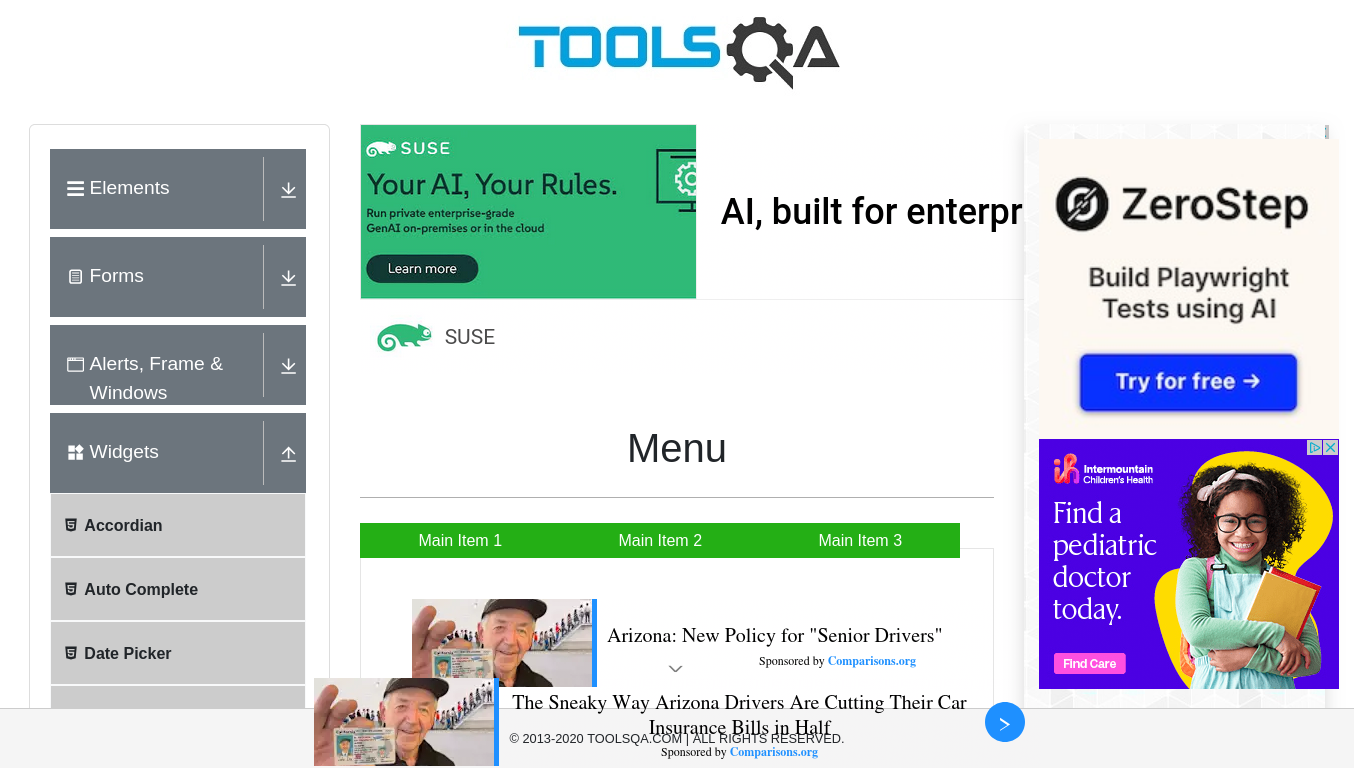 TOOLSQA
Elements
Forms
Alerts, Frame &
Windows
Widgets
Accordian
Auto Complete
Date Picker
SUSE
Your AI, Your Rules.
Run private enterprise-grade
GenAI on-premises or in the cloud
Learn more
AI, built for enterpr
SUSE
Menu
Main Item 1
Main Item 2
Main Item 3
Arizona: New Policy for "Senior Drivers"
Sponsored by Comparisons.org
The Sneaky Way Arizona Drivers Are Cutting Their Car
Insurance Bills in Half
Sponsored by Comparisons.org
© 2013-2020 TOOLSQA.COM | ALL RIGHTS RESERVED.
ZeroStep
Build Playwright
Tests using AI
Try for free →
Intermountain
Children's Health
Find a
pediatric
doctor
today.
Find Care